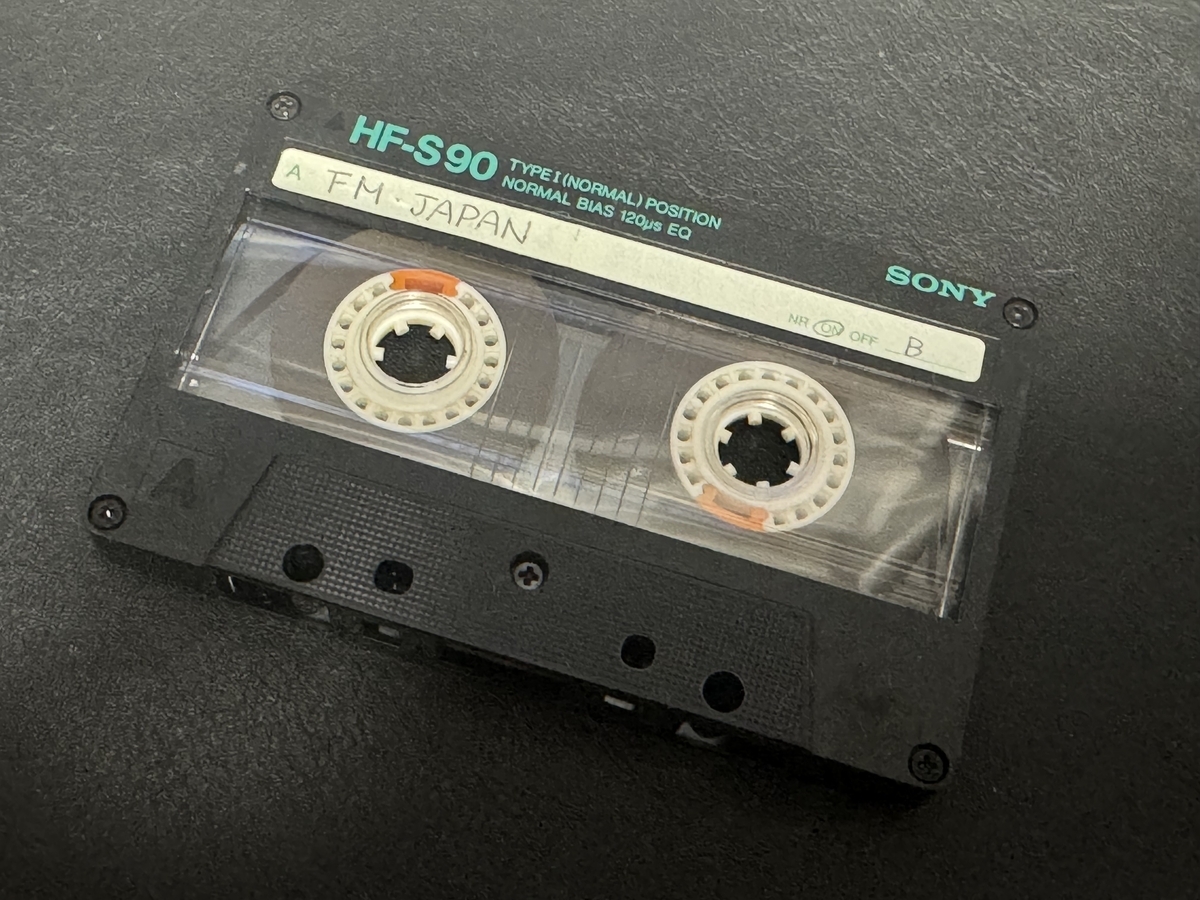 HF-S90
TYPE I (NORMAL) POSITION
NORMAL BIAS 120µs EQ
A FM JAPAN
SONY
NR ON OFF B
A